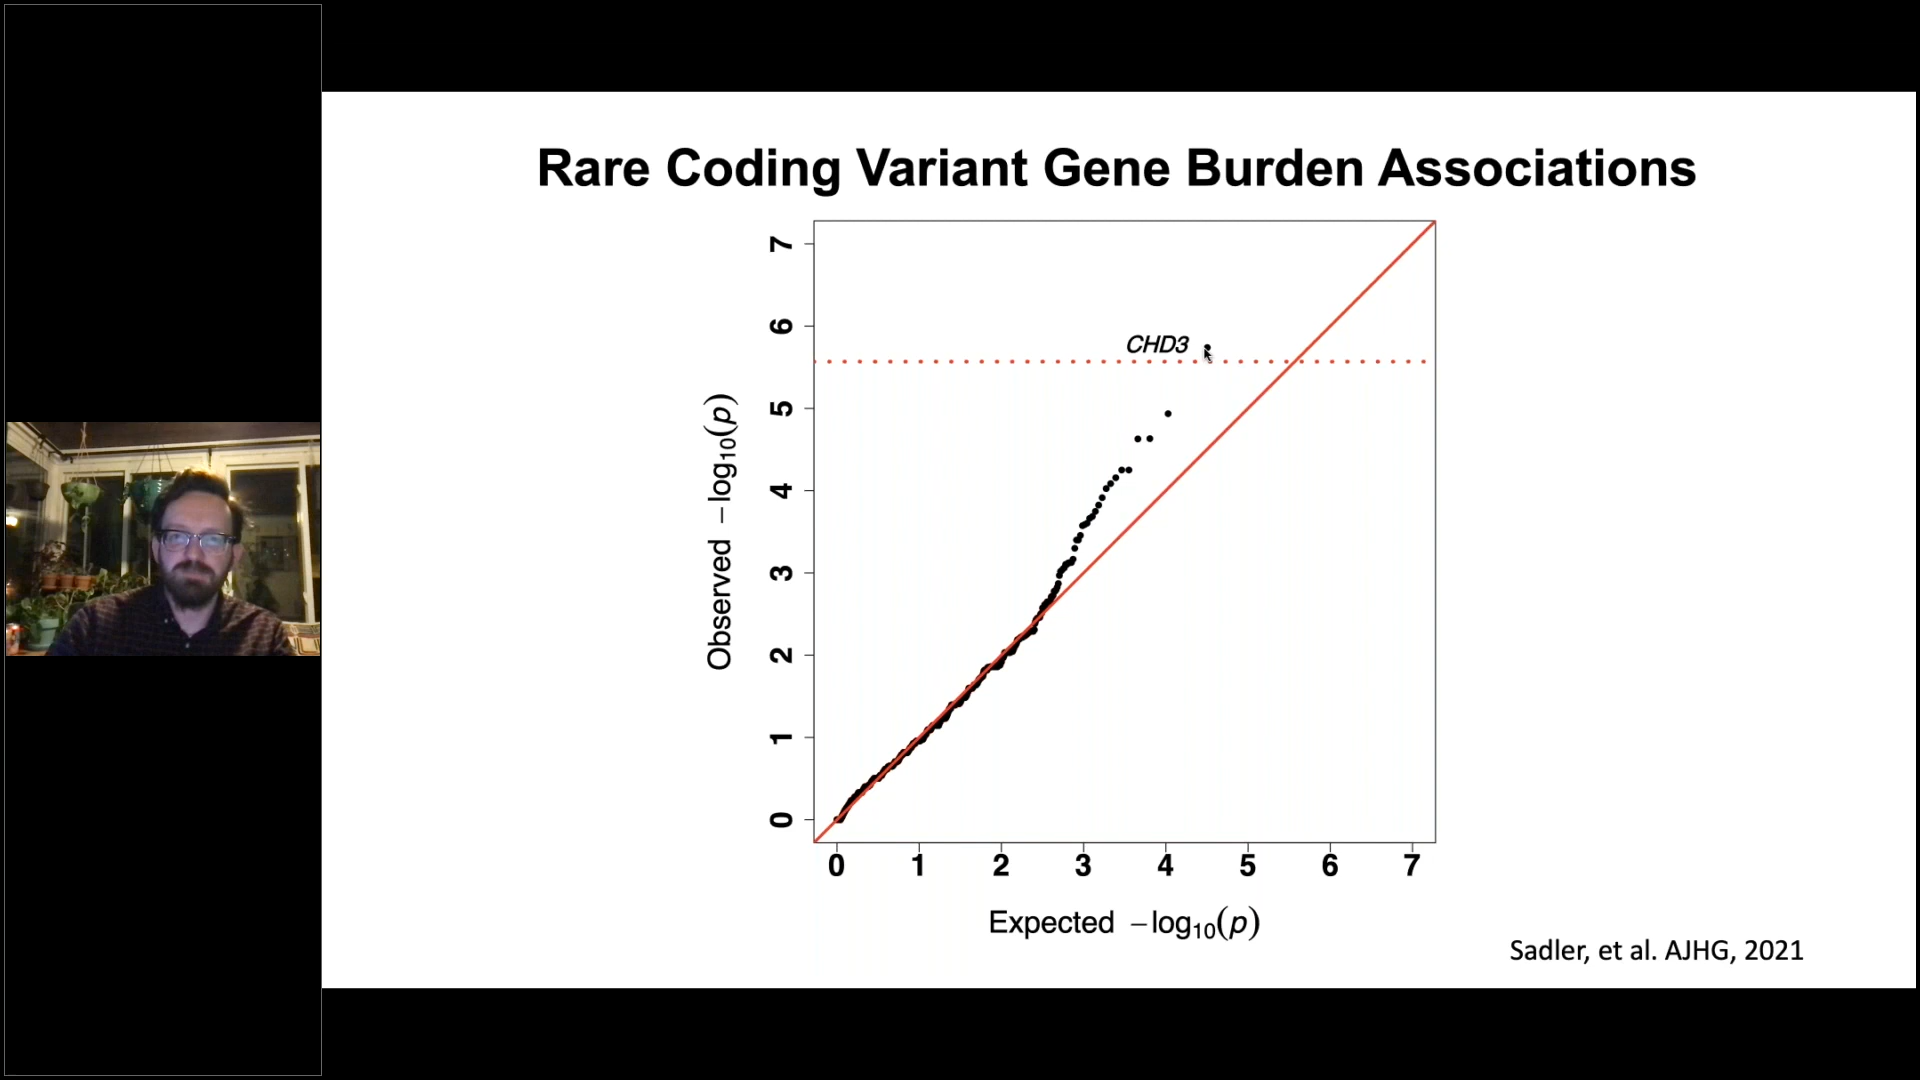 Rare Coding Variant Gene Burden Associations
7
6
5
4
3
2
1
0
Observed −log10(p)
CHD3
0 1 2 3 4 5 6 7
Expected −log10(p)
Sadler, et al. AJHG, 2021